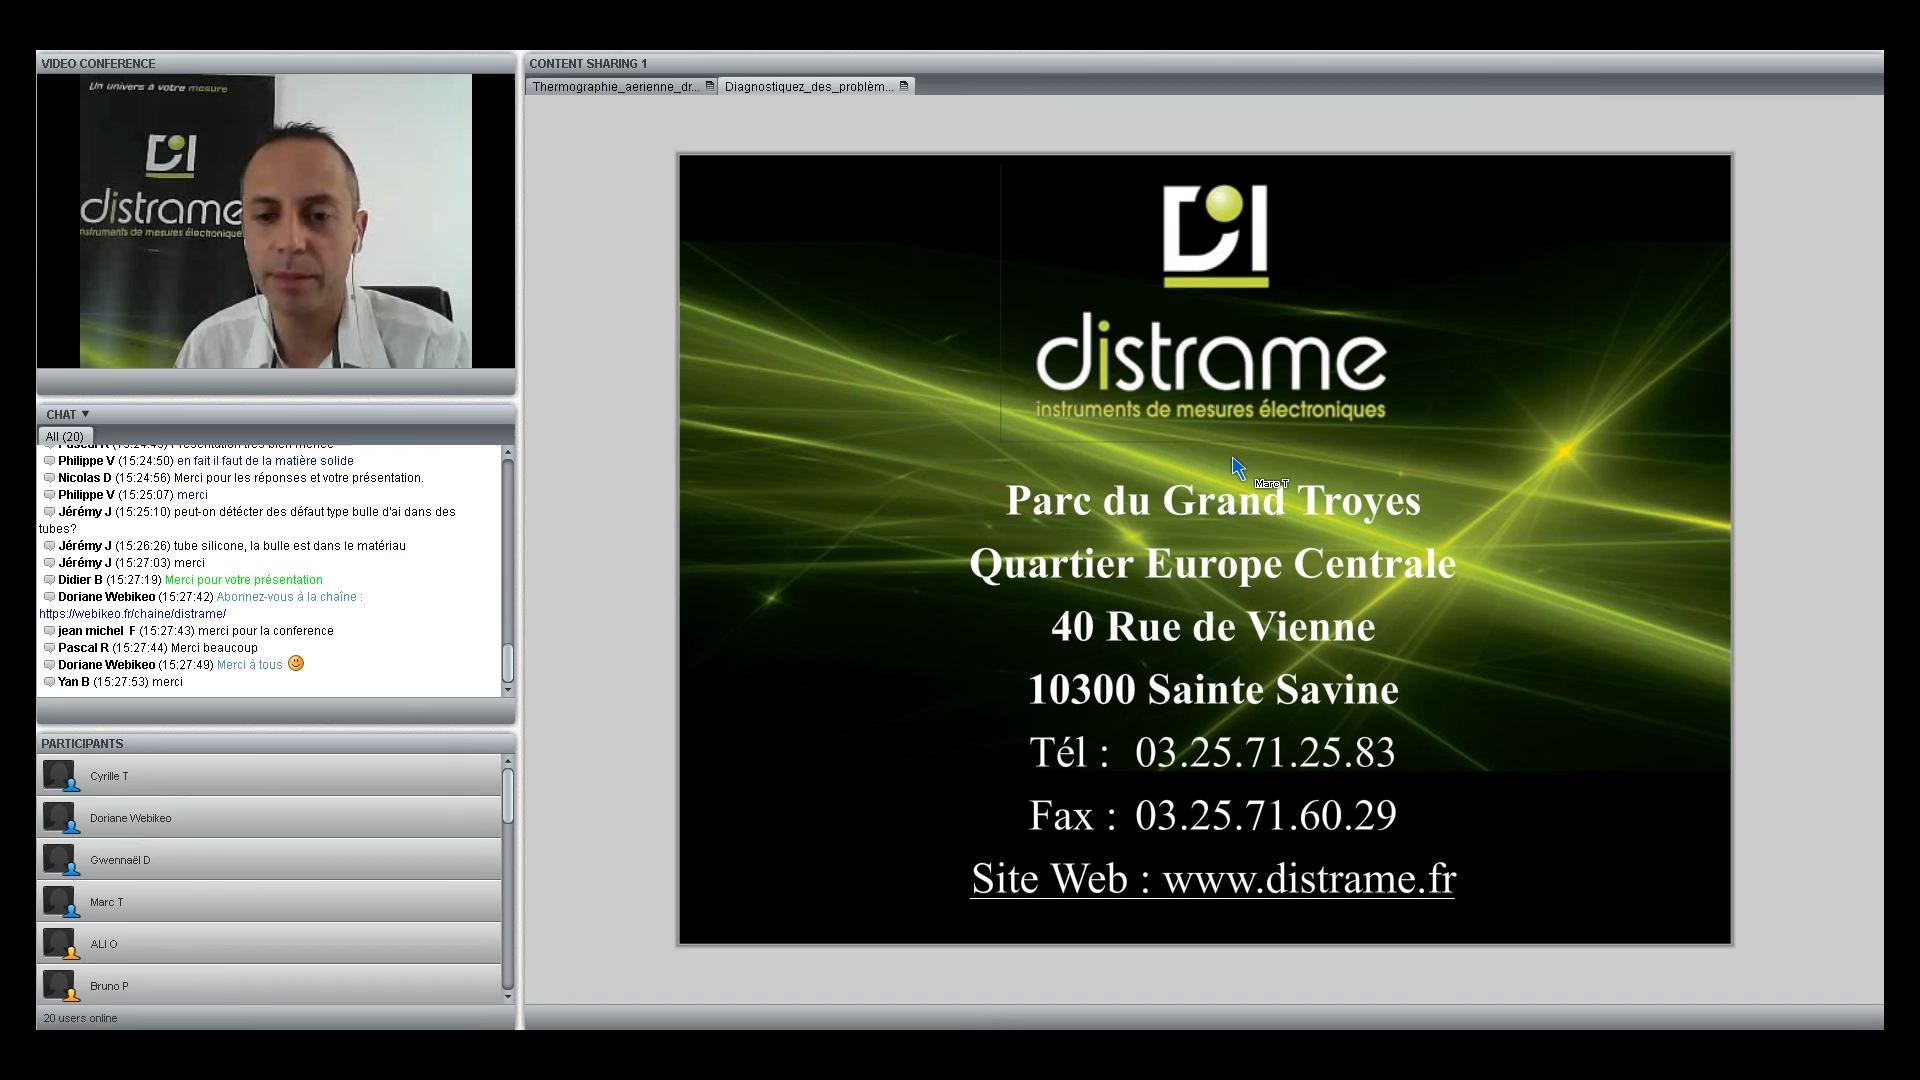 VIDEO CONFERENCE
Un univers à votre mesure
distrame
instruments de mesures électronique
CHAT ▼
All (20)
Philippe V (15:24:50) en fait il faut de la matière solide
Nicolas D (15:24:56) Merci pour les réponses et votre présentation.
Philippe V (15:25:07) merci
Jérémy J (15:25:10) peut-on détécter des défaut type bulle d'ai dans des
tubes?
Jérémy J (15:26:26) tube silicone, la bulle est dans le matériau
Jérémy J (15:27:03) merci
Didier B (15:27:19) Merci pour votre présentation
Doriane Webikeo (15:27:42) Abonnez-vous à la chaîne :
https://webikeo.fr/chaine/distrame/
jean michel F (15:27:43) merci pour la conference
Pascal R (15:27:44) Merci beaucoup
Doriane Webikeo (15:27:49) Merci à tous
Yan B (15:27:53) merci
PARTICIPANTS
Cyrille T
Doriane Webikeo
Gwennaël D
Marc T
ALI O
Bruno P
20 users online
CONTENT SHARING 1
Thermographie_aerienne_dr... Diagnostiquez_des_problèm...
distrame
instruments de mesures électroniques
Marc T
Parc du Grand Troyes
Quartier Europe Centrale
40 Rue de Vienne
10300 Sainte Savine
Tél : 03.25.71.25.83
Fax : 03.25.71.60.29
Site Web : www.distrame.fr